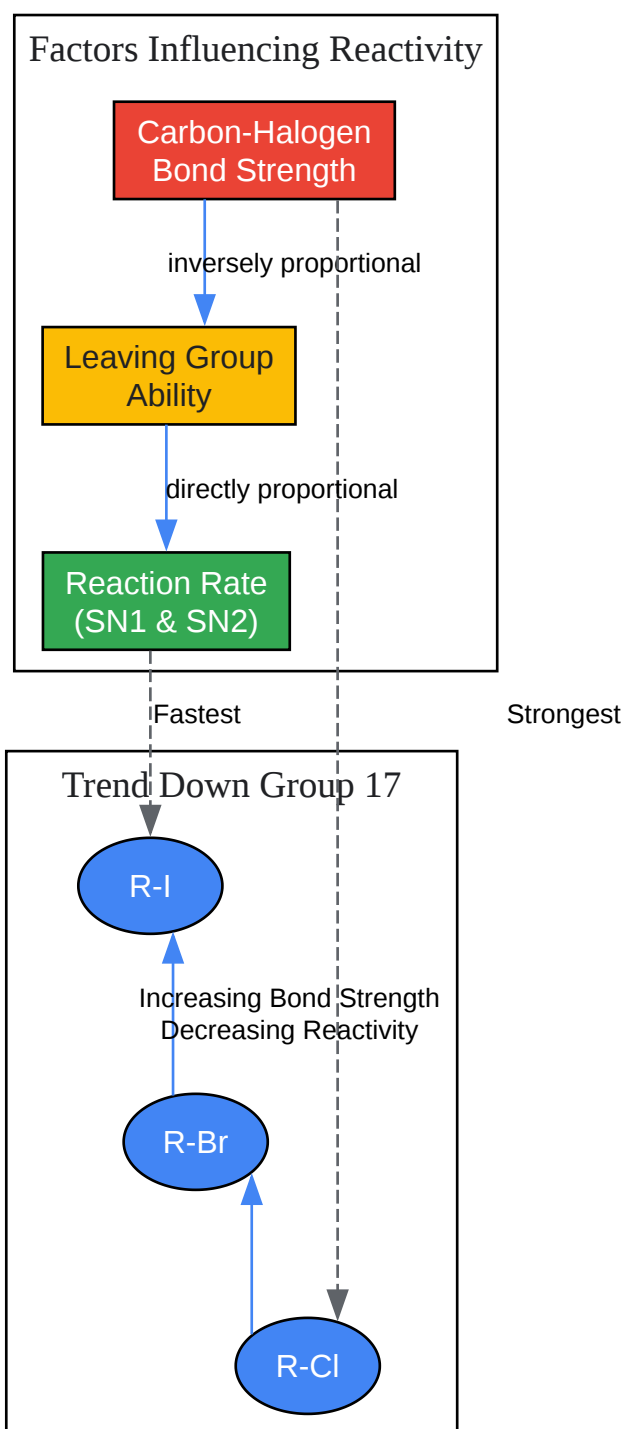 Factors Influencing Reactivity
Carbon-Halogen
Bond Strength
inversely proportional
Leaving Group
Ability
directly proportional
Reaction Rate
(SN1 & SN2)
Fastest
Strongest
Trend Down Group 17
R-I
Increasing Bond Strength
Decreasing Reactivity
R-Br
R-Cl